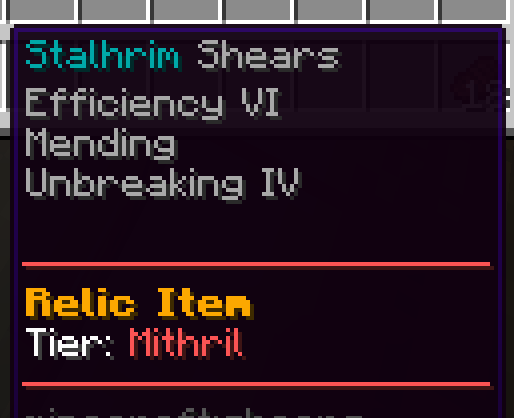 Stalhrim Shears
Efficiency VI
Mending
Unbreaking IV
Relic Item
Tier: Mithril